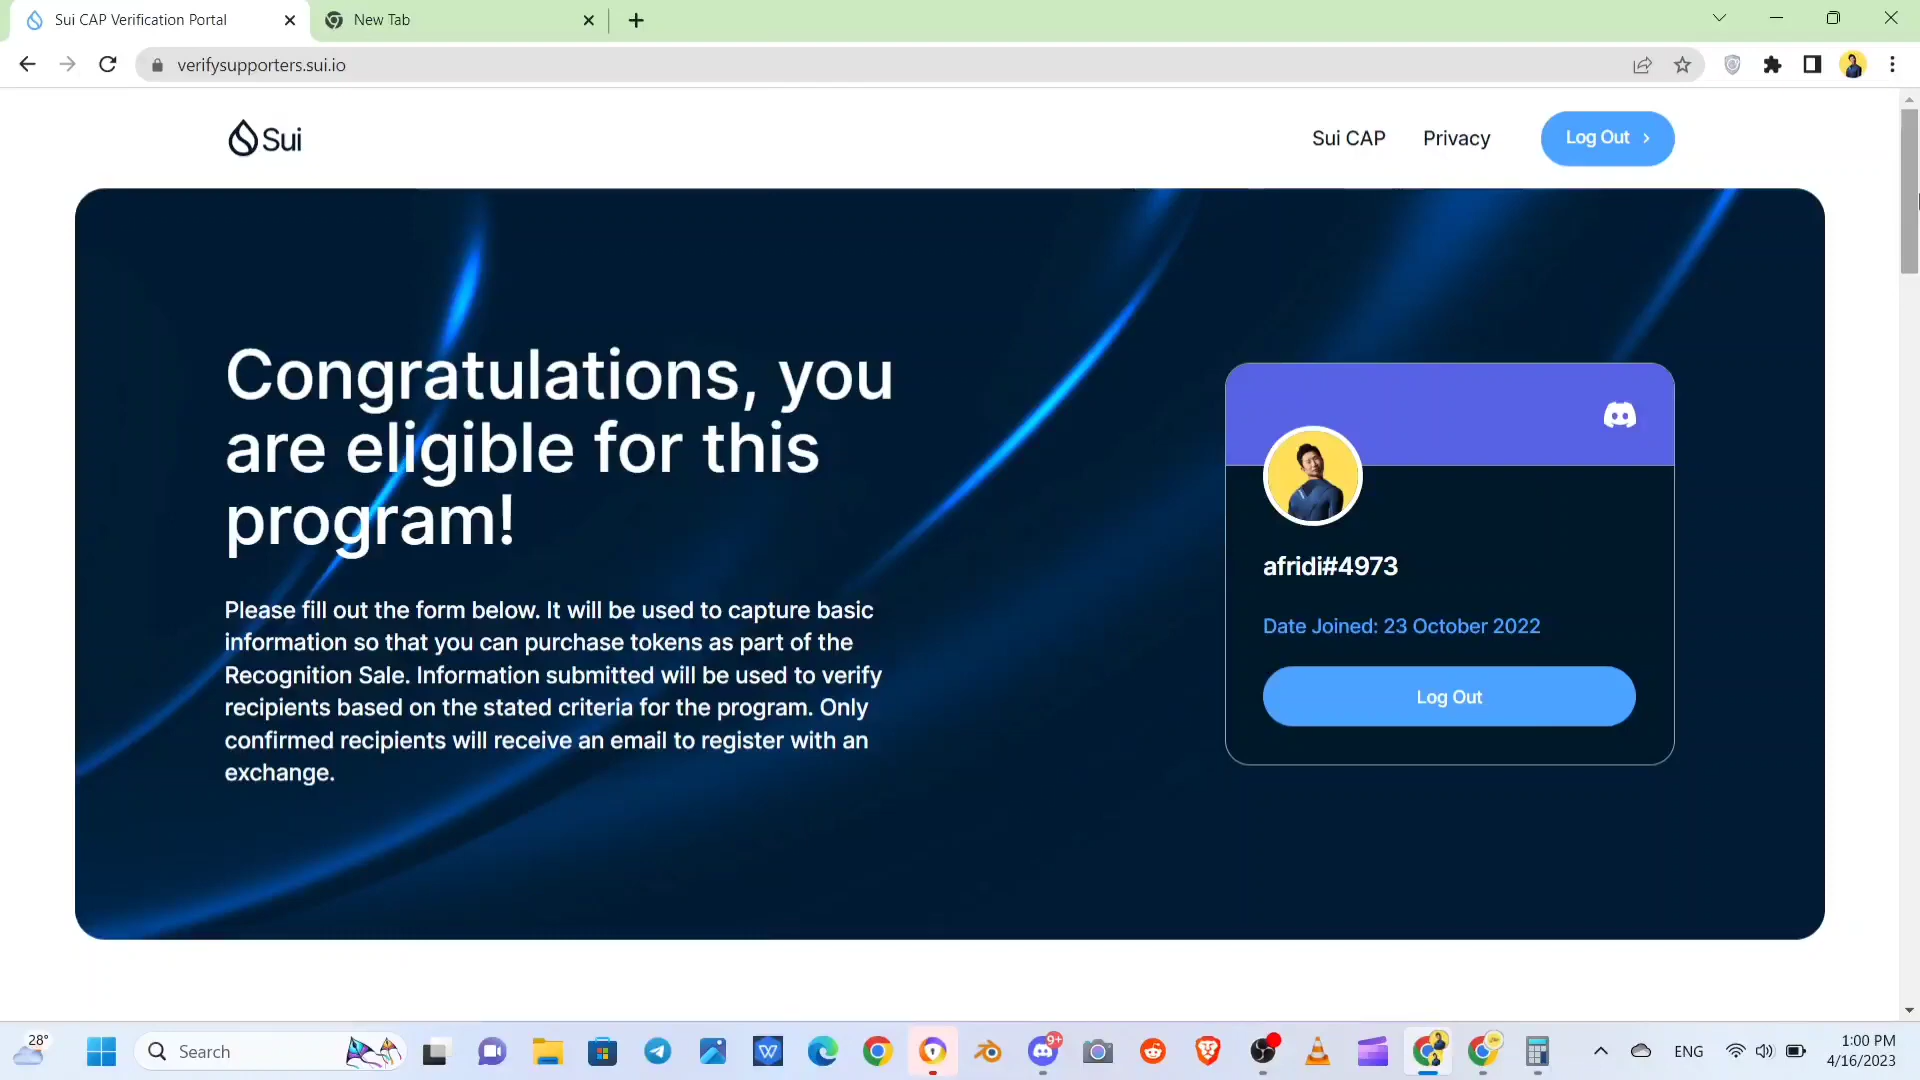 Sui CAP Verification Portal
New Tab
verifysupporters.sui.io
Sui
Sui CAP
Privacy
Log Out
Congratulations, you
are eligible for this
program!
Please fill out the form below. It will be used to capture basic
information so that you can purchase tokens as part of the
Recognition Sale. Information submitted will be used to verify
recipients based on the stated criteria for the program. Only
confirmed recipients will receive an email to register with an
exchange.
afridi#4973
Date Joined: 23 October 2022
Log Out
28°
Search
W
9+
ENG
1:00 PM
4/16/2023